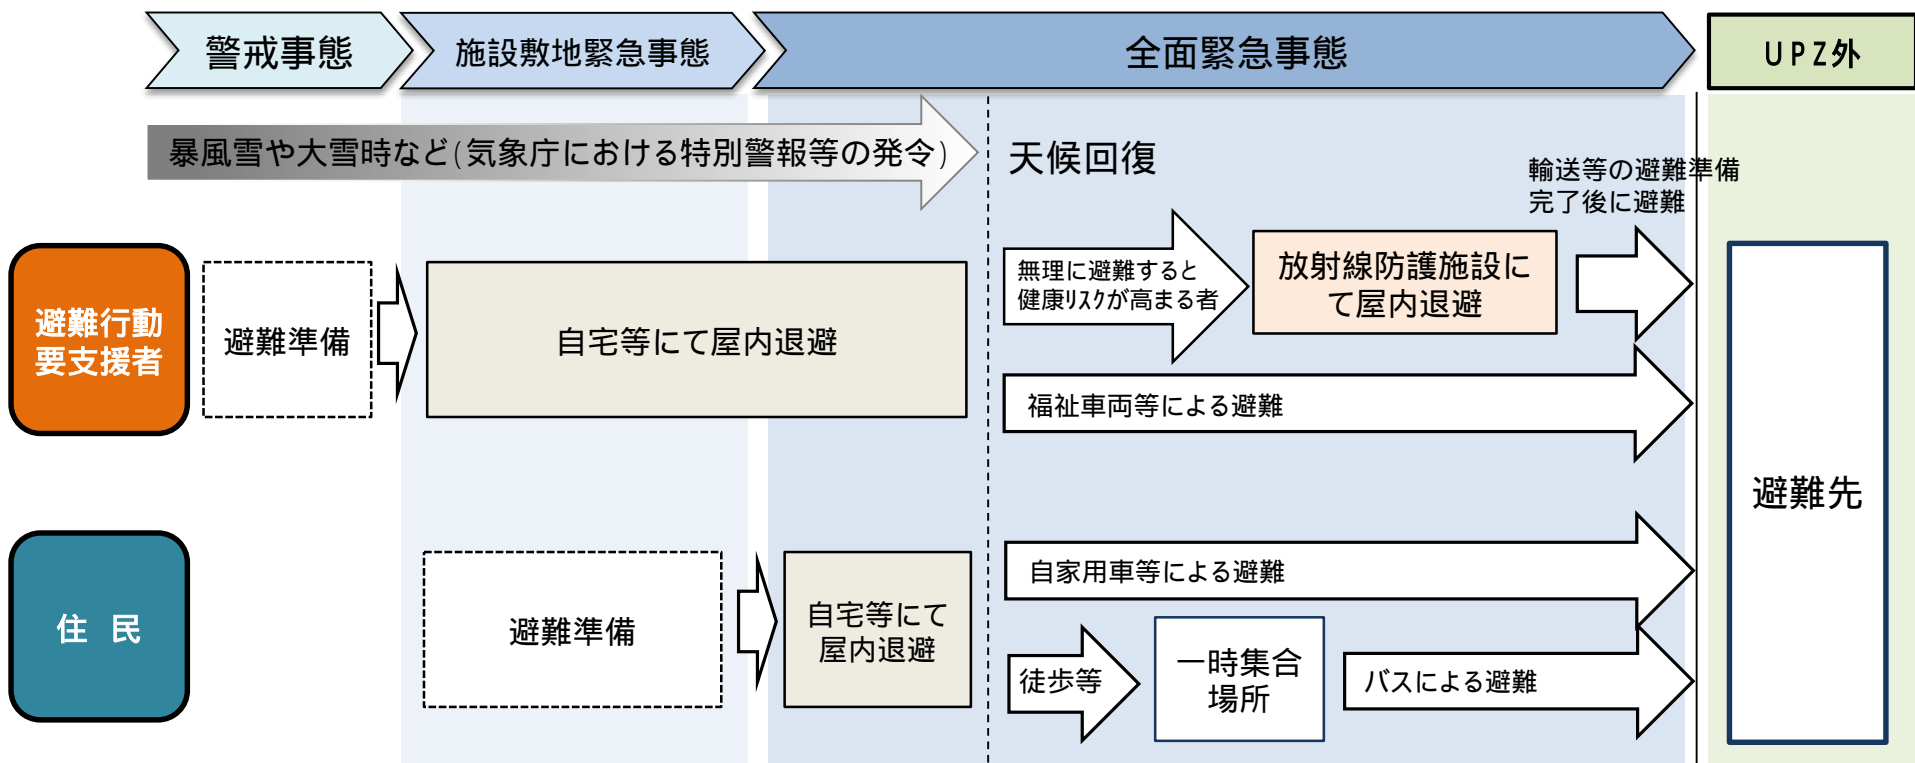 警戒事態
施設敷地緊急事態
全面緊急事態
UPZ外
暴風雪や大雪時など(気象庁における特別警報等の発令)
天候回復
輸送等の避難準備
完了後に避難
避難行動
要支援者
避難準備
自宅等にて屋内退避
無理に避難すると
健康ﾘｽｸが高まる者
放射線防護施設に
て屋内退避
福祉車両等による避難
避難先
住 民
避難準備
自宅等にて
屋内退避
自家用車等による避難
徒歩等
一時集合
場所
バスによる避難